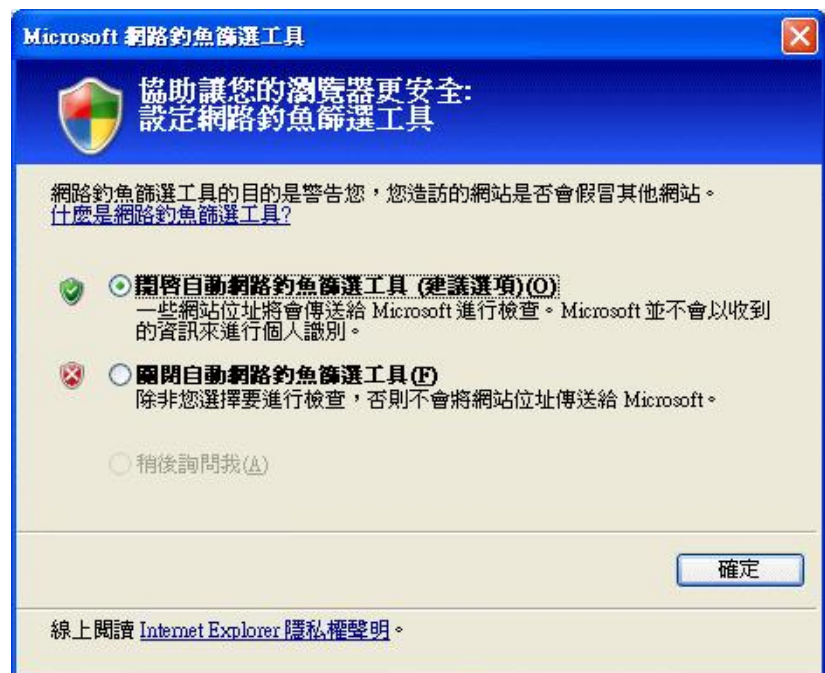 Microsoft 網路釣魚篩選工具
協助讓您的瀏覽器更安全:
設定網路釣魚篩選工具
網路釣魚篩選工具的目的是警告您，您造訪的網站是否會假冒其他網站。
什麼是網路釣魚篩選工具?
開啓自動網路釣魚篩選工具 (建議選項)(O)
一些網站位址將會傳送給 Microsoft 進行檢查。Microsoft 並不會以收到
的資訊來進行個人識別。
關閉自動網路釣魚篩選工具(F)
除非您選擇要進行檢查，否則不會將網站位址傳送給 Microsoft。
稍後詢問我(A)
確定
線上閱讀 Internet Explorer 隱私權聲明。